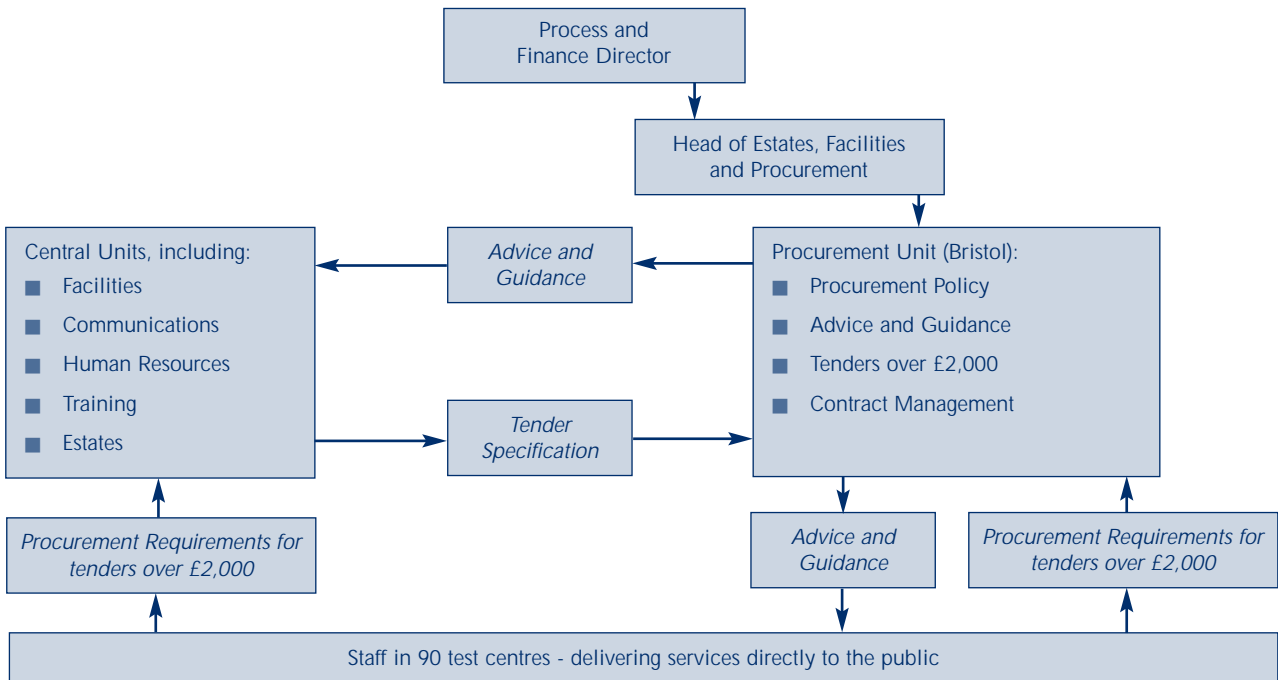 Process and
Finance Director
Head of Estates, Facilities
and Procurement
Central Units, including:
Facilities
Communications
Human Resources
Training
Estates
Advice and
Guidance
Procurement Unit (Bristol):
Procurement Policy
Advice and Guidance
Tenders over £2,000
Contract Management
Tender
Specification
Procurement Requirements for
tenders over £2,000
Advice and
Guidance
Procurement Requirements for
tenders over £2,000
Staff in 90 test centres - delivering services directly to the public